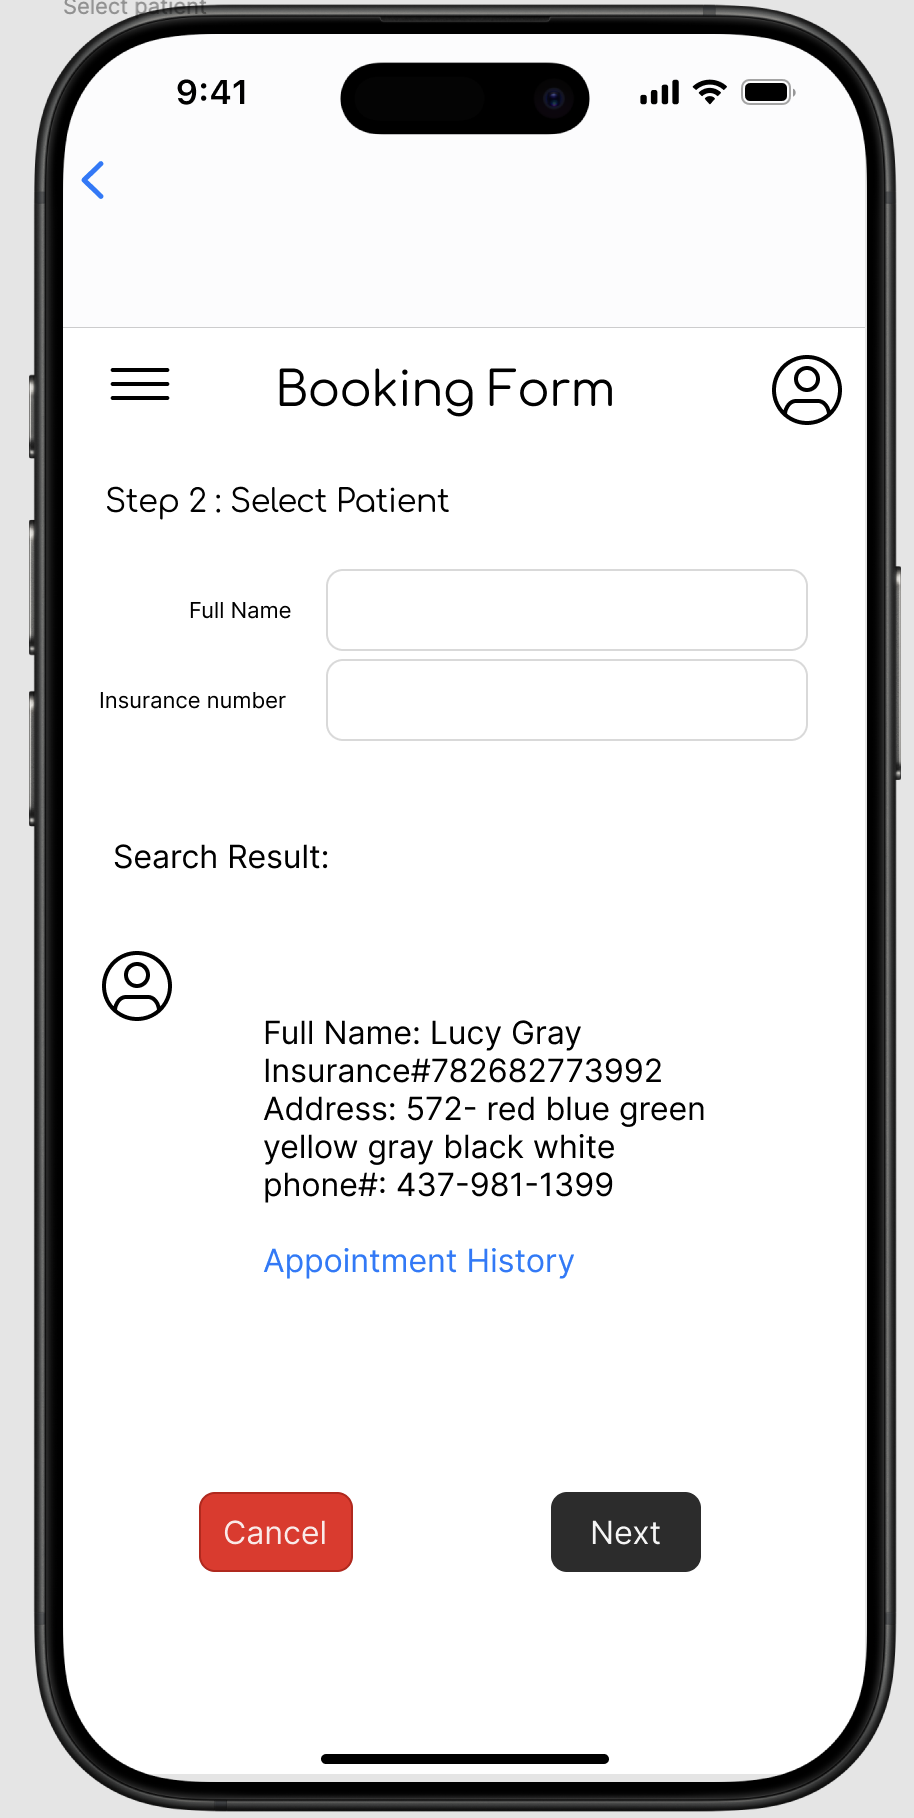 Select patient
9:41
Booking Form
Step 2 : Select Patient
Full Name
Insurance number
Search Result:
Full Name: Lucy Gray
Insurance#782682773992
Address: 572- red blue green
yellow gray black white
phone#: 437-981-1399
Appointment History
Cancel
Next